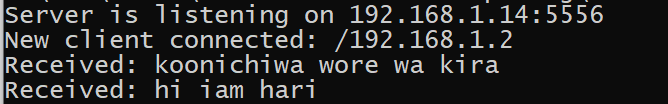 Server is listening on 192.168.1.14:5556
New client connected: /192.168.1.2
Received: koonichiwa wore wa kira
Received: hi iam hari